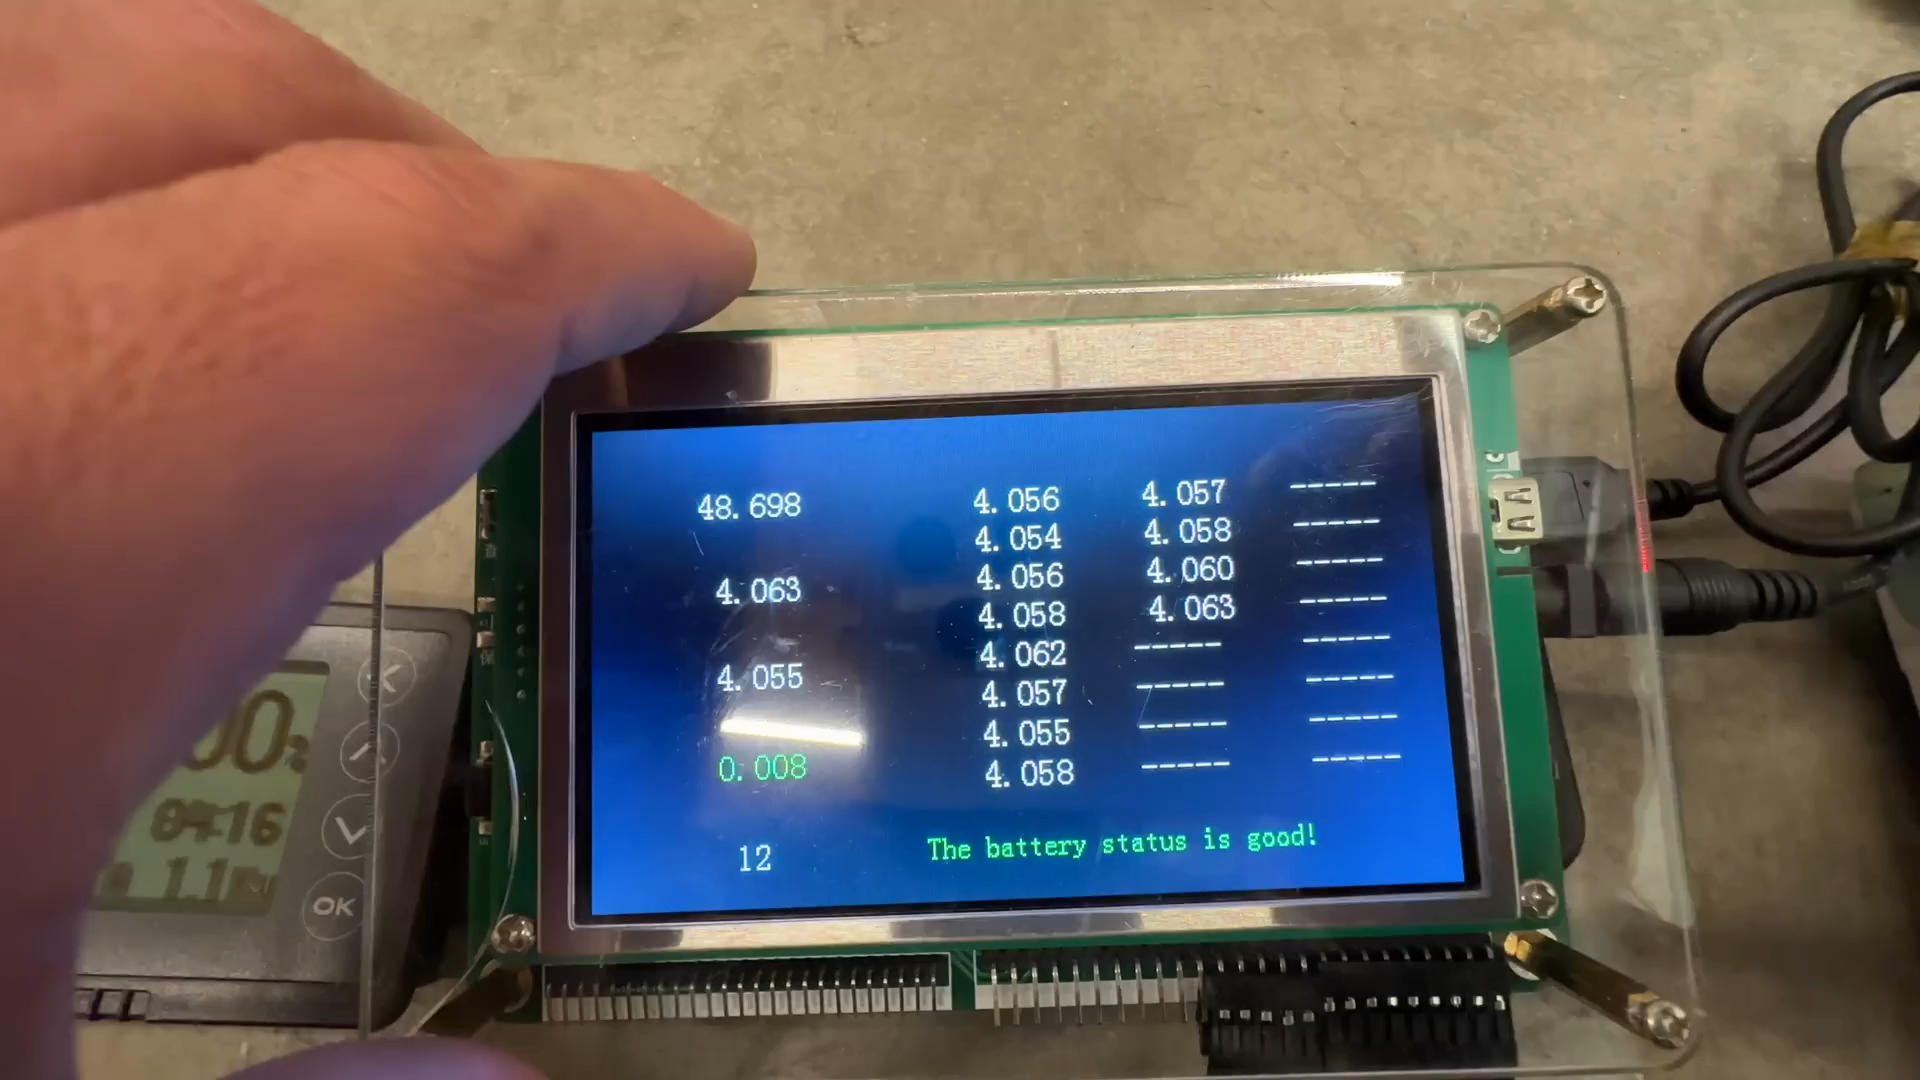 48.698 4.056 4.057 -----
4.054 4.058 -----
4.063 4.056 4.060 -----
4.058 4.063 -----
4.062 ----- -----
4.055 4.057 ----- -----
4.055 ----- -----
0.008 4.058 ----- -----
12 The battery status is good!
OK